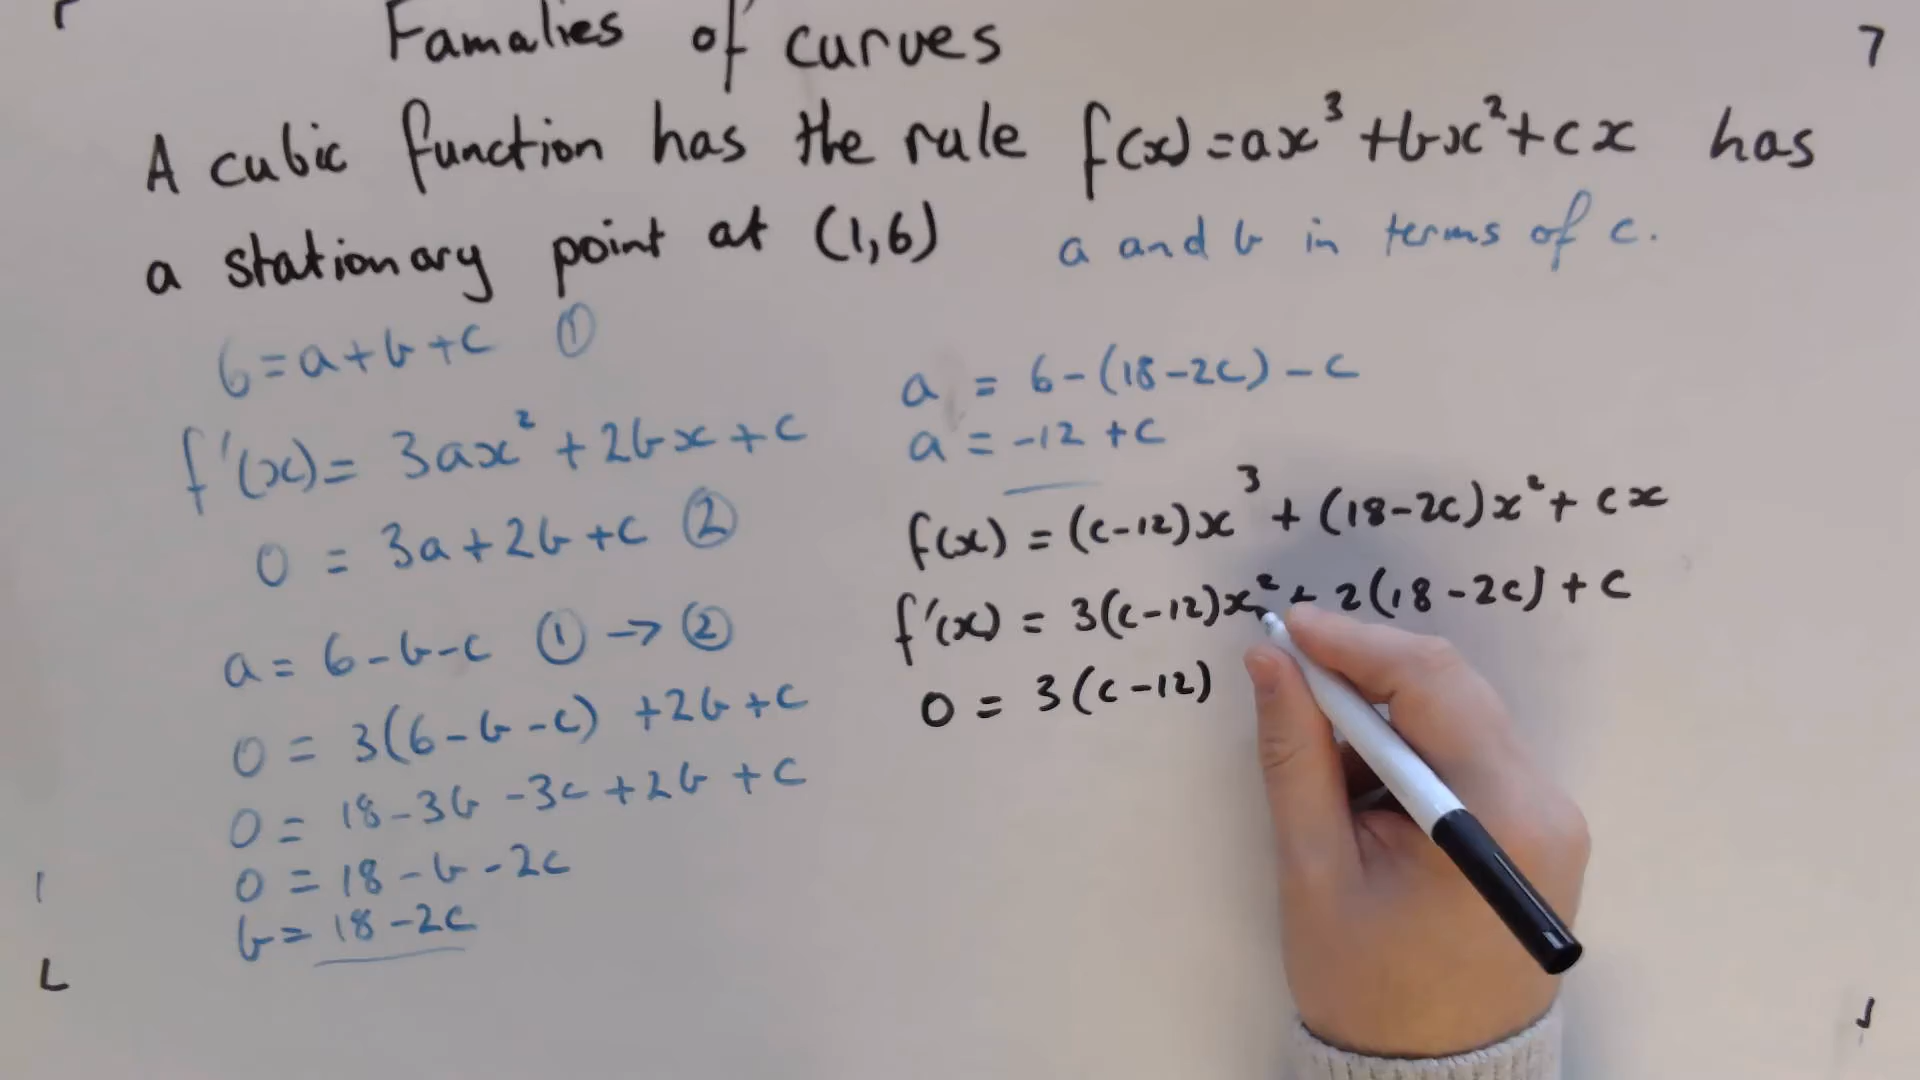 Famalies of curves
7
A cubic function has the rule f(x)=ax³+bx²+cx has
a stationary point at (1,6)
a and b in terms of c.
6=a+b+c ①
f'(x)= 3ax²+2bx+c
0 = 3a+2b+c ②
a=6-b-c ①→②
0 = 3(6-b-c)+2b+c
0 = 18-3b-3c+2b+c
0 = 18-b-2c
b= 18-2c
a = 6-(18-2c)-c
a = -12+c
f(x) = (c-12)x³+(18-2c)x²+cx
f'(x) = 3(c-12)x²+2(18-2c)+c
0 = 3(c-12)